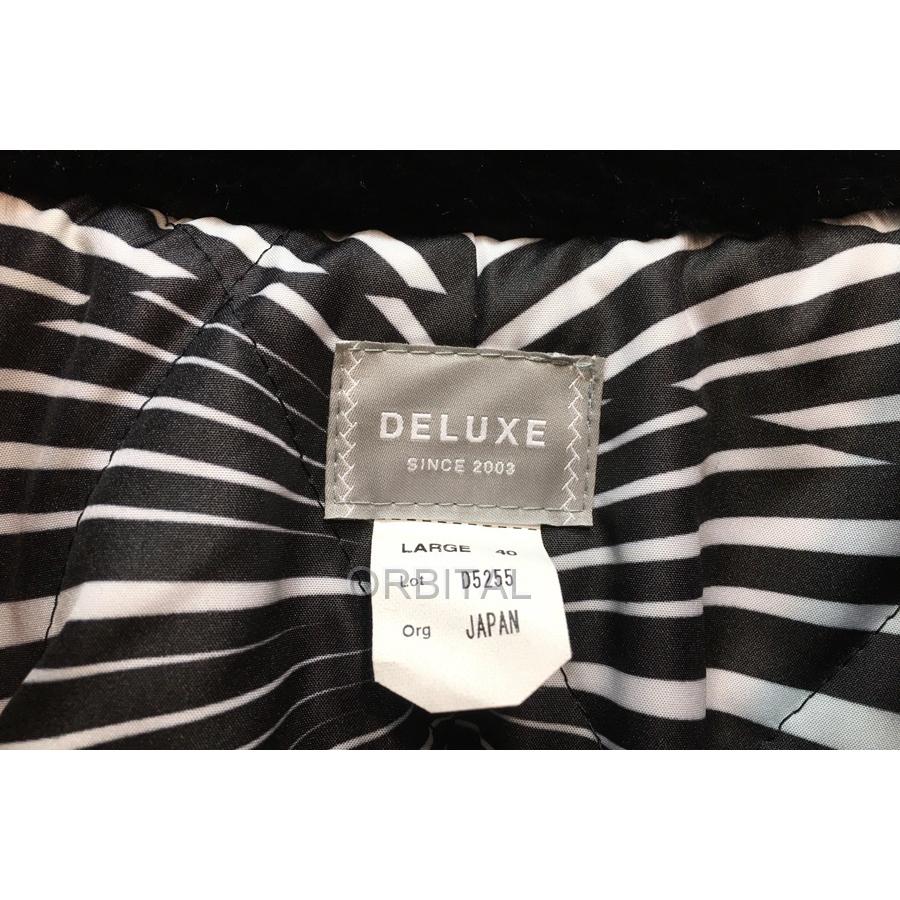 DELUXE
SINCE 2003
LARGE 40
Lot D5255
ORBITAL
Org JAPAN